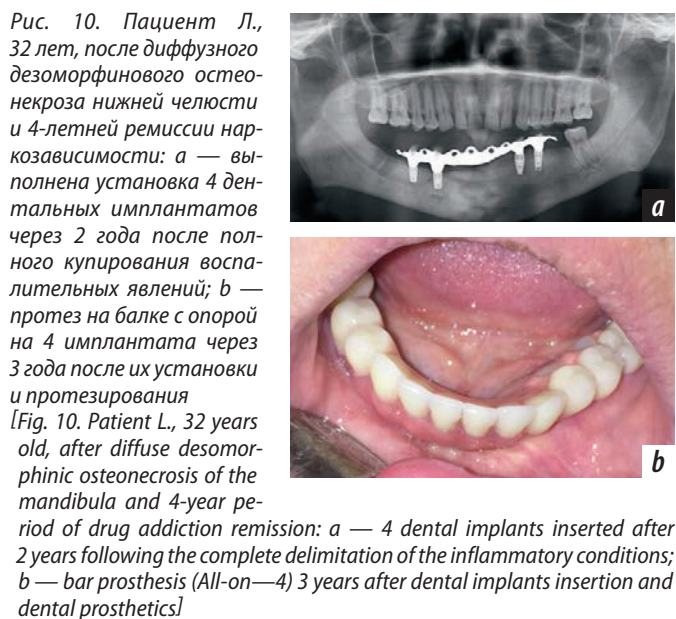 Рис. 10. Пациент Л.,
32 лет, после диффузного
дезоморфинового остео-
некроза нижней челюсти
и 4-летней ремиссии нар-
козависимости: a — вы-
полнена установка 4 ден-
тальных имплантатов
через 2 года после пол-
ного купирования воспа-
лительных явлений; b —
протез на балке с опорой
на 4 имплантата через
3 года после их установки
и протезирования
[Fig. 10. Patient L., 32 years
old, after diffuse desomor-
phinic osteonecrosis of the
mandibula and 4-year pe-
riod of drug addiction remission: a — 4 dental implants inserted after
2 years following the complete delimitation of the inflammatory conditions;
b — bar prosthesis (All-on—4) 3 years after dental implants insertion and
dental prosthetics]
a
b